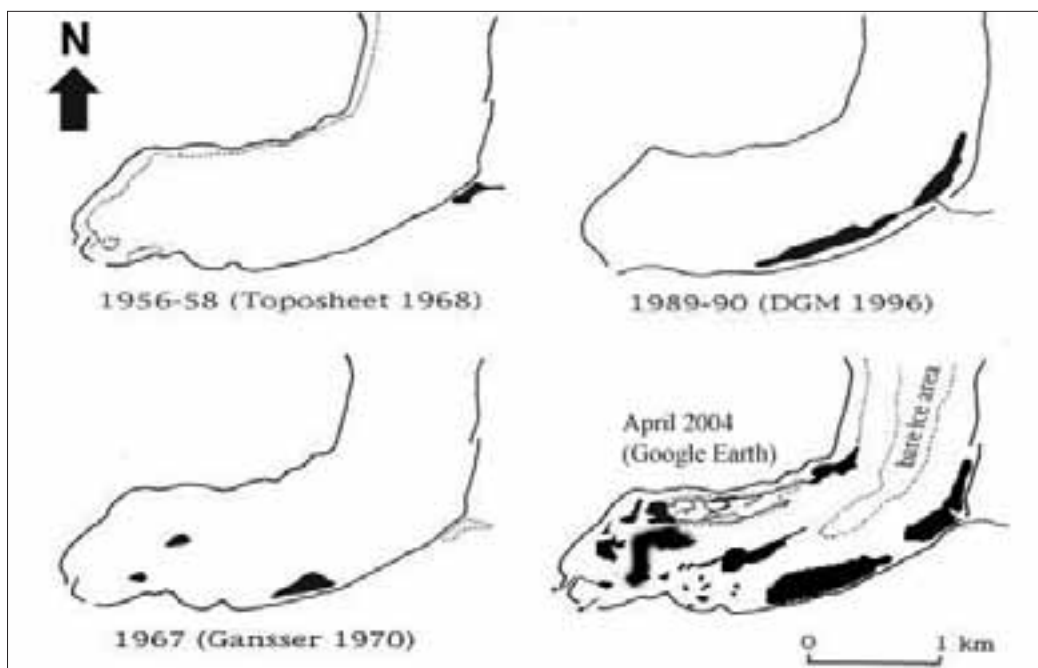 N
1956-58 (Toposheet 1968)
1989-90 (DGM 1996)
1967 (Gansser 1970)
April 2004
(Google Earth)
bare ice area
0 1 km